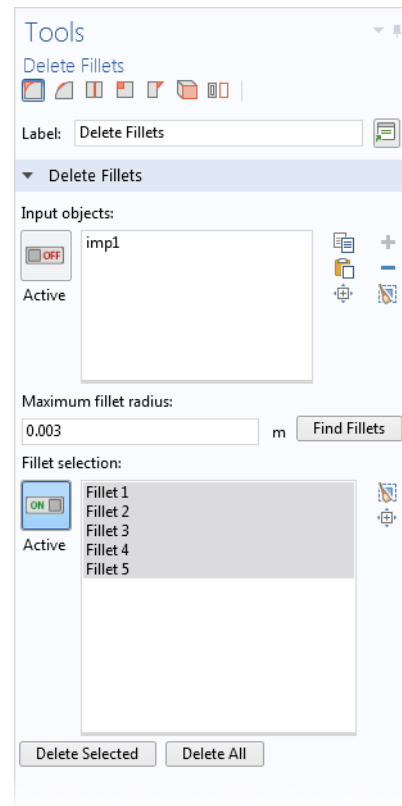 Tools
Delete Fillets
Label: Delete Fillets
Delete Fillets
Input objects:
OFF
Active
imp1
Maximum fillet radius:
0.003 m Find Fillets
Fillet selection:
ON
Active
Fillet 1
Fillet 2
Fillet 3
Fillet 4
Fillet 5
Delete Selected Delete All